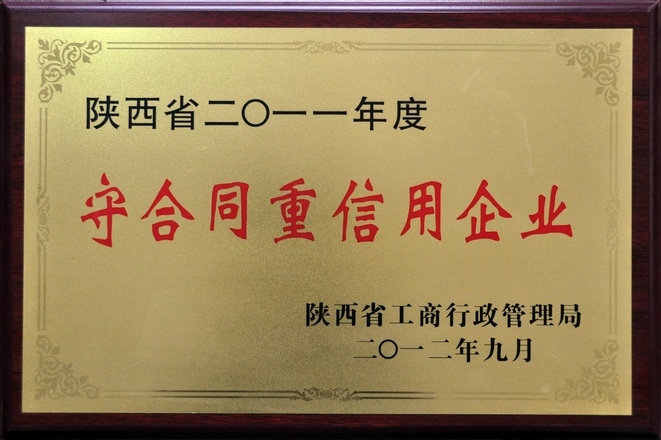 陕西省二〇一一年度
守合同重信用企业
陕西省工商行政管理局
二〇一二年九月